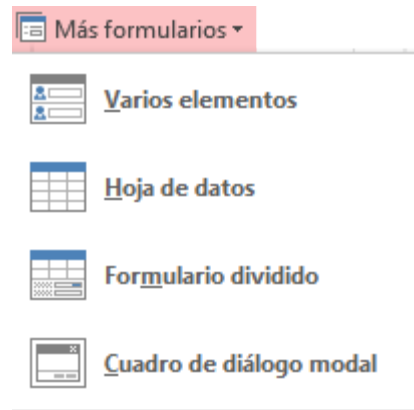 Más formularios
Varios elementos
Hoja de datos
Formulario dividido
Cuadro de diálogo modal